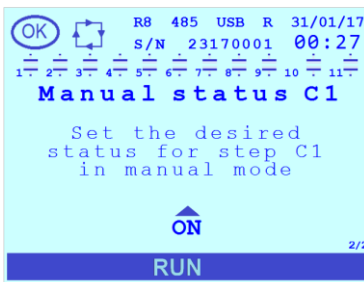 OK R8 485 USB R 31/01/17
S/N 23170001 00:27
1 2 3 4 5 6 7 8 9 10 11
Manual status C1
Set the desired
status for step C1
in manual mode
ON
2/2
RUN